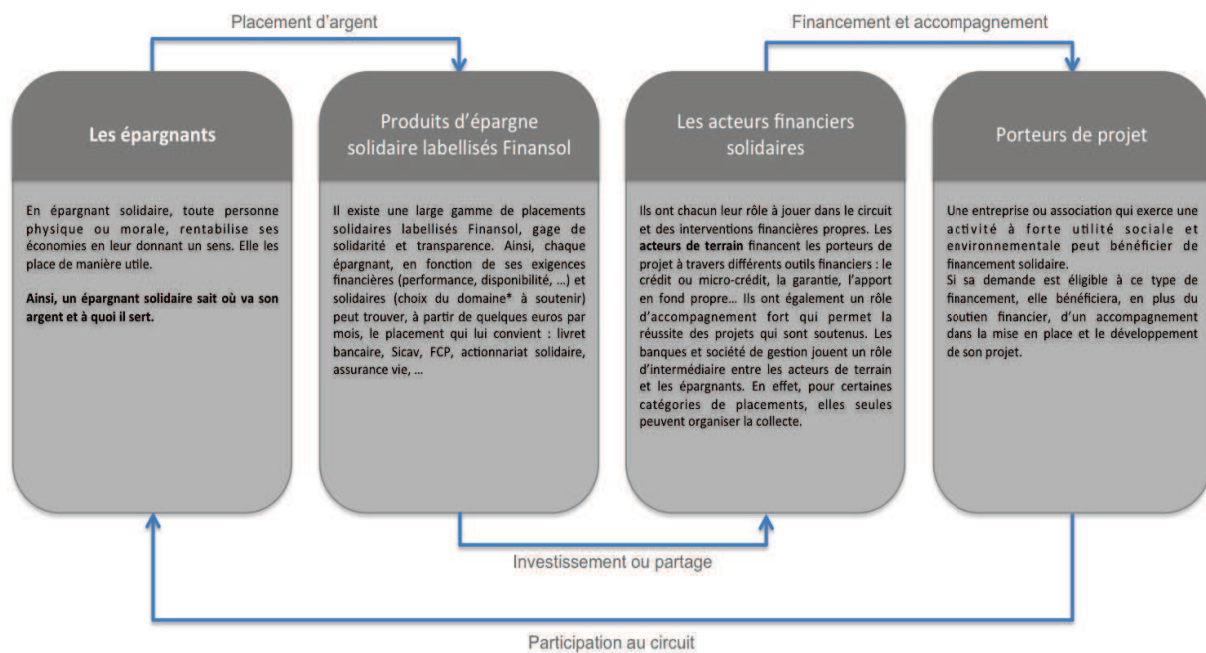 Placement d’argent
Financement et accompagnement
Les épargnants
En épargnant solidaire, toute personne
physique ou morale, rentabilise ses
économies en leur donnant un sens. Elle les
place de manière utile.
Ainsi, un épargnant solidaire sait où va son
argent et à quoi il sert.
Produits d’épargne
solidaire labellisés Finansol
Il existe une large gamme de placements
solidaires labellisés Finansol, gage de
solidarité et transparence. Ainsi, chaque
épargnant, en fonction de ses exigences
financières (performance, disponibilité, ...) et
solidaires (choix du domaine* à soutenir)
peut trouver, à partir de quelques euros par
mois, le placement qui lui convient : livret
bancaire, Sicav, FCP, actionnariat solidaire,
assurance vie, ...
Les acteurs financiers
solidaires
Ils ont chacun leur rôle à jouer dans le circuit
et des interventions financières propres. Les
acteurs de terrain financent les porteurs de
projet à travers différents outils financiers : le
crédit ou micro-crédit, la garantie, l’apport
en fond propre... Ils ont également un rôle
d’accompagnement fort qui permet la
réussite des projets qui sont soutenus. Les
banques et société de gestion jouent un rôle
d’intermédiaire entre les acteurs de terrain
et les épargnants. En effet, pour certaines
catégories de placements, elles seules
peuvent organiser la collecte.
Porteurs de projet
Une entreprise ou association qui exerce une
activité à forte utilité sociale et
environnementale peut bénéficier de
financement solidaire.
Si sa demande est éligible à ce type de
financement, elle bénéficiera, en plus du
soutien financier, d’un accompagnement
dans la mise en place et le développement
de son projet.
Investissement ou partage
Participation au circuit